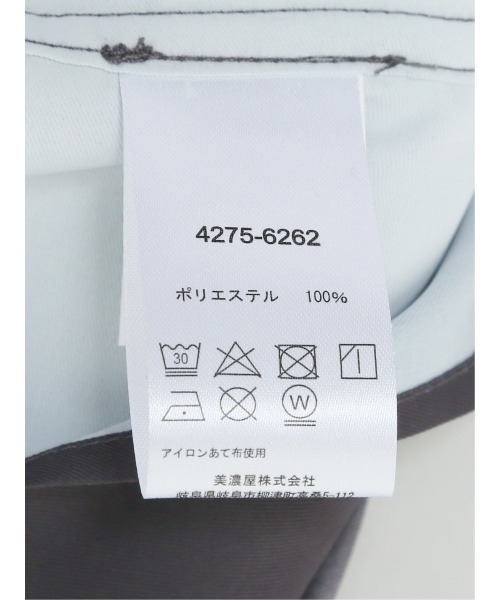 4275-6262
ポリエステル 100%
30
W
アイロンあて布使用
美濃屋株式会社
岐阜県岐阜市柳津町高桑5-112